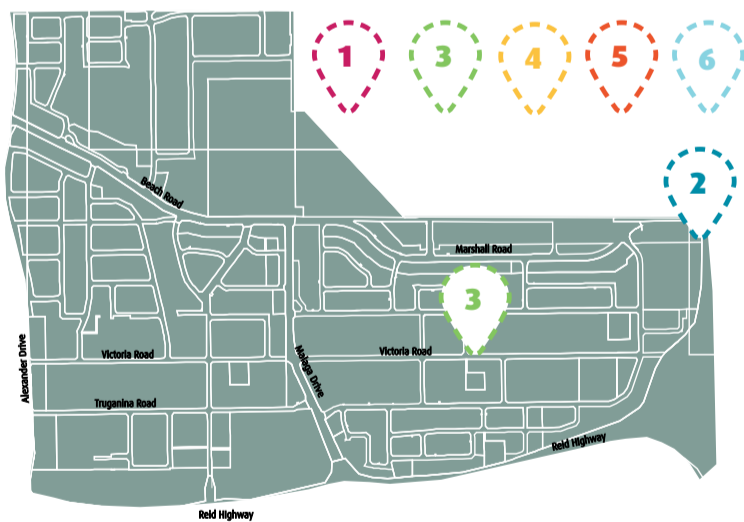 1 3 4 5 6
2
Beach Road
Marshall Road
3
Alexander Drive
Victoria Road
Malaga Drive
Victoria Road
Truganina Road
Reid Highway
Reid Highway